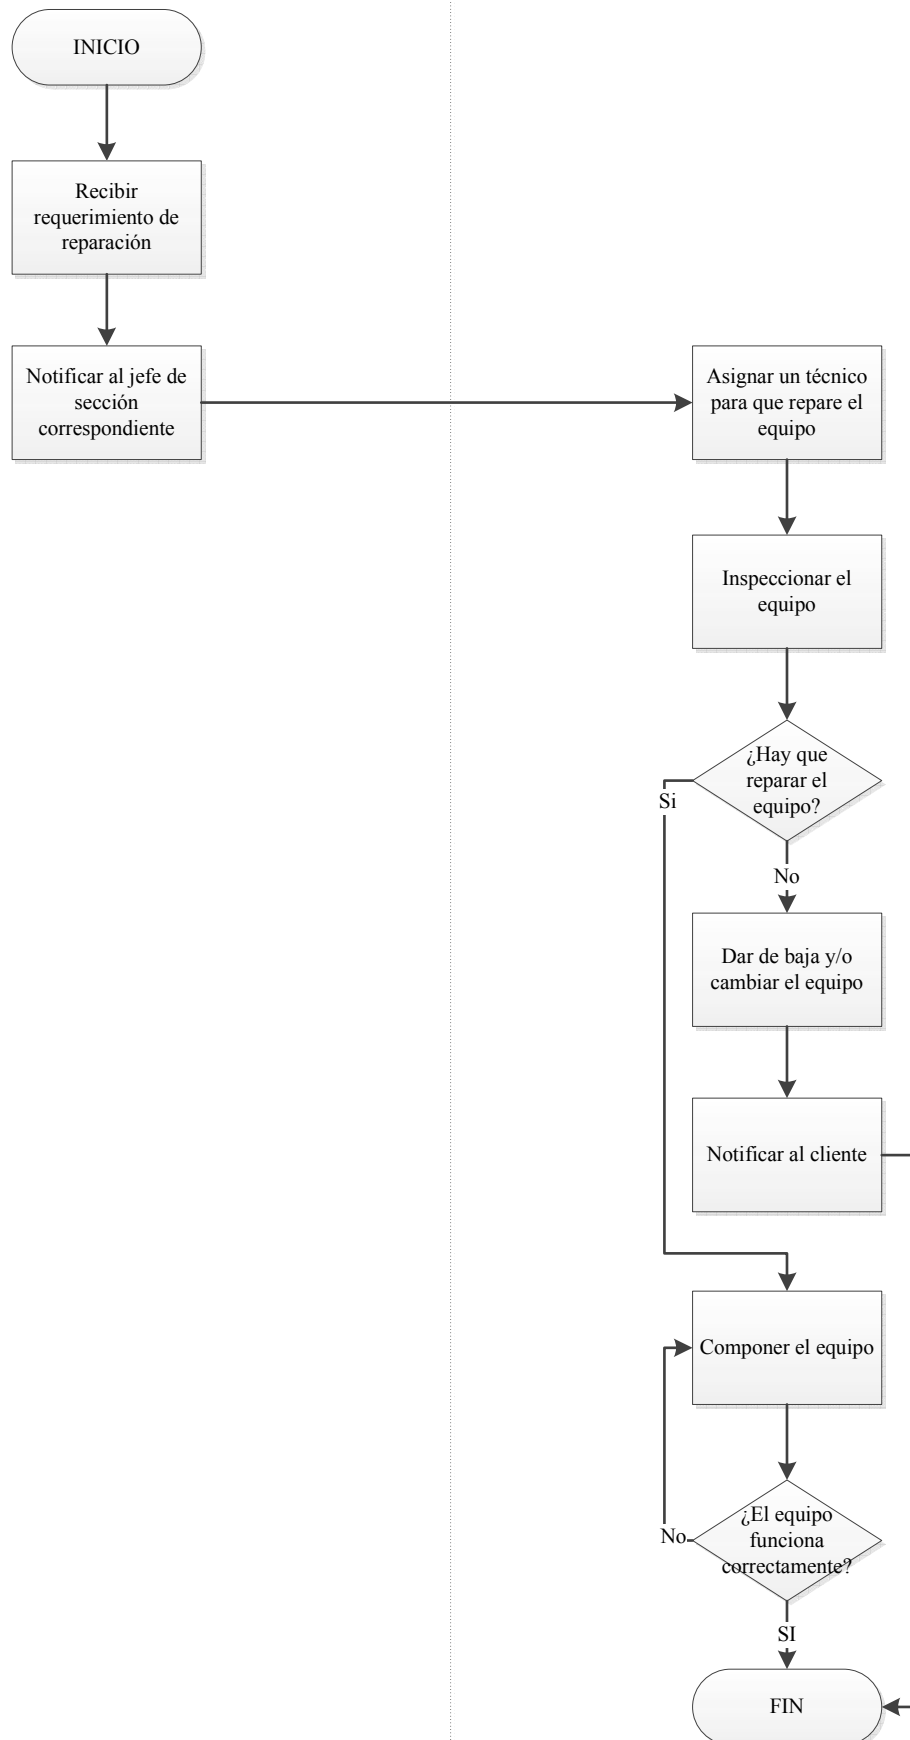 INICIO
Recibir
requerimiento de
reparación
Notificar al jefe de
sección
correspondiente
Asignar un técnico
para que repare el
equipo
Inspeccionar el
equipo
¿Hay que
reparar el
equipo?
Si
No
Dar de baja y/o
cambiar el equipo
Notificar al cliente
Componer el equipo
¿El equipo
funciona
correctamente?
No
SI
FIN